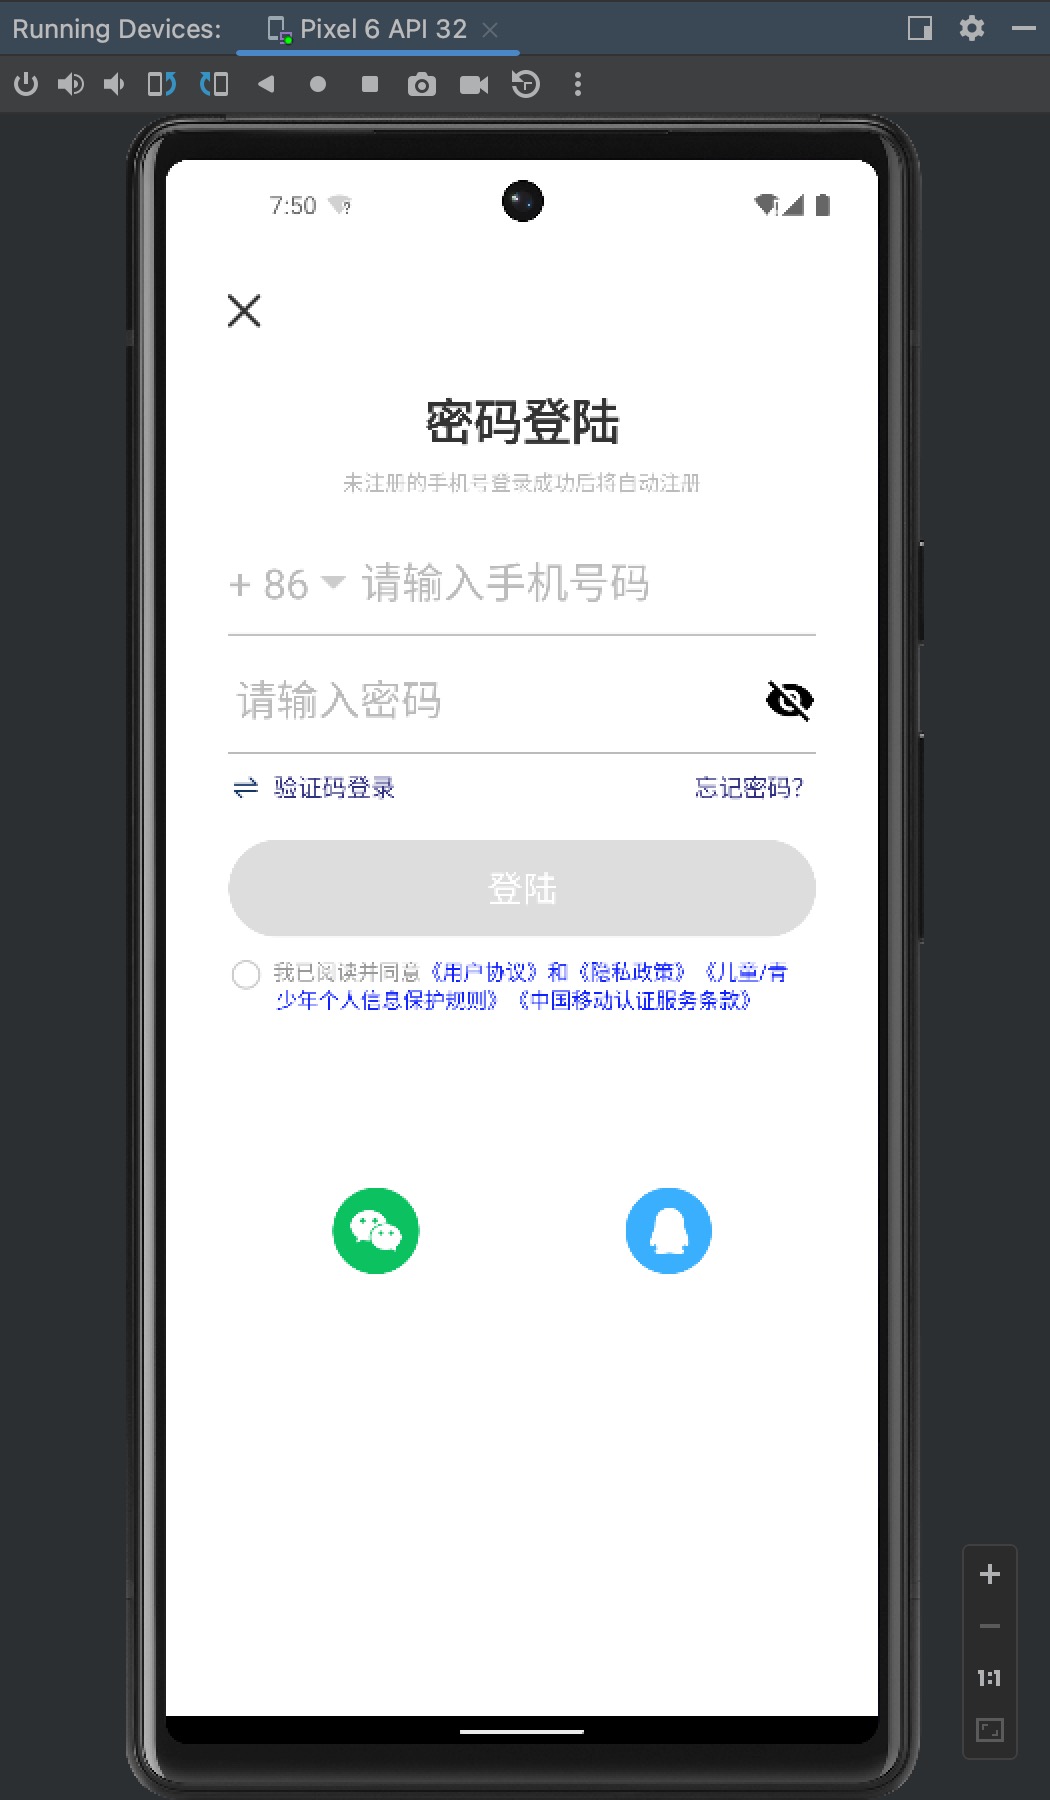 Running Devices: Pixel 6 API 32
7:50
密码登陆
未注册的手机号登录成功后将自动注册
+ 86 请输入手机号码
请输入密码
验证码登录 忘记密码?
登陆
我已阅读并同意《用户协议》和《隐私政策》《儿童/青
少年个人信息保护规则》《中国移动认证服务条款》
1:1